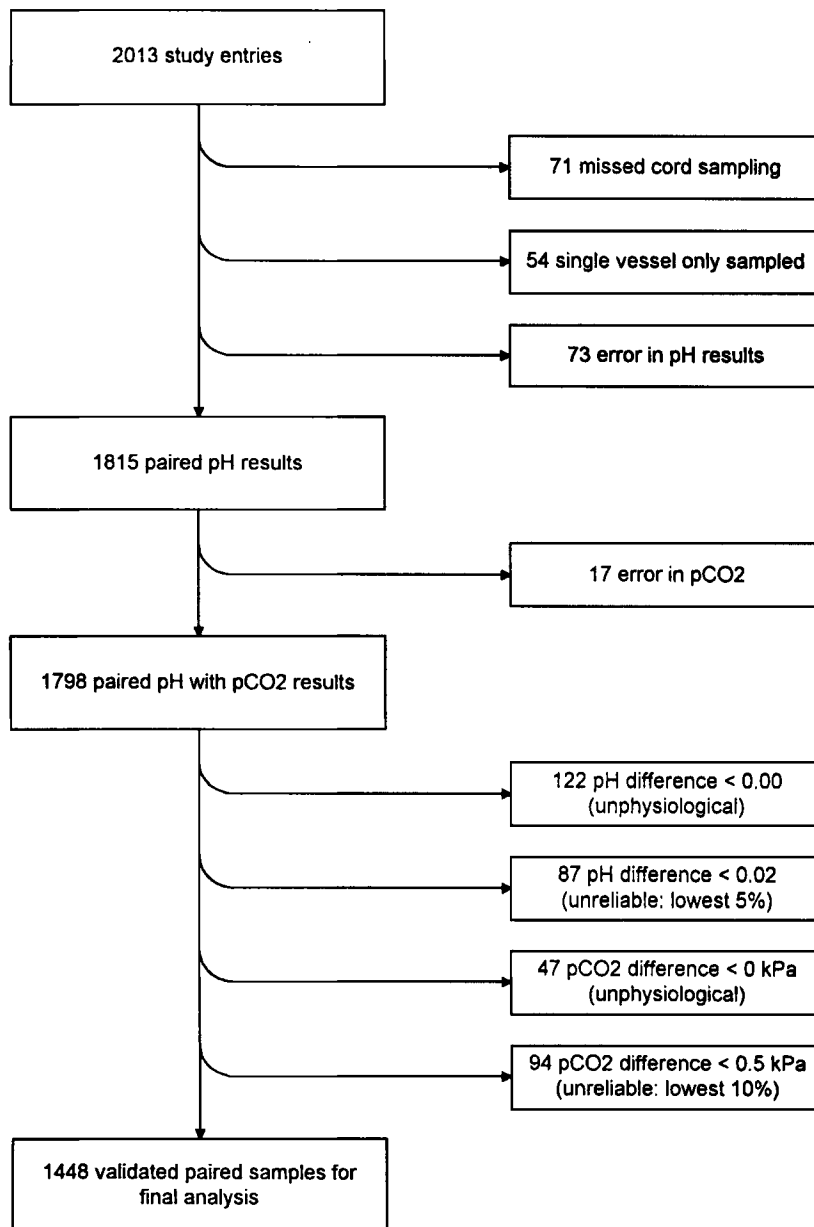 2013 study entries
71 missed cord sampling
54 single vessel only sampled
73 error in pH results
1815 paired pH results
17 error in pCO2
1798 paired pH with pCO2 results
122 pH difference < 0.00
(unphysiological)
87 pH difference < 0.02
(unreliable: lowest 5%)
47 pCO2 difference < 0 kPa
(unphysiological)
94 pCO2 difference < 0.5 kPa
(unreliable: lowest 10%)
1448 validated paired samples for
final analysis